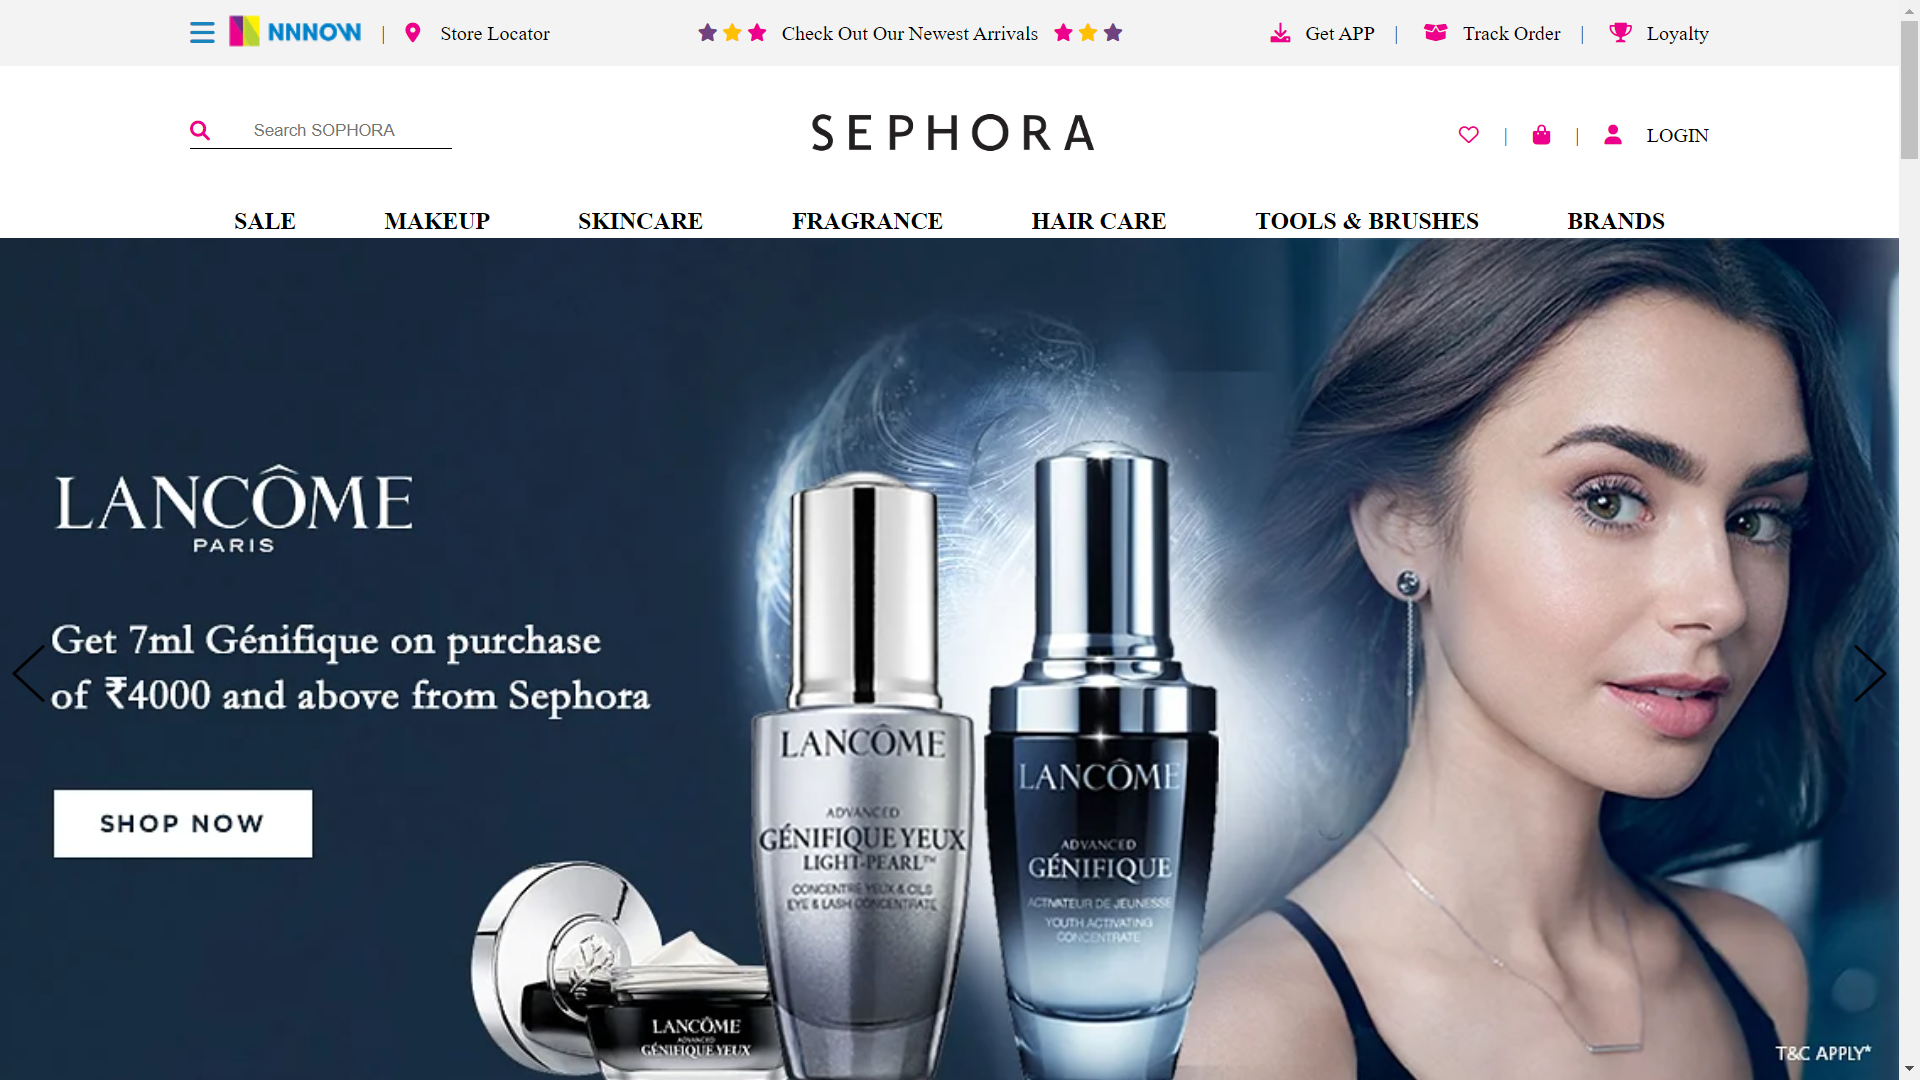 NNNOW | Store Locator Check Out Our Newest Arrivals Get APP | Track Order | Loyalty
Search SOPHORA
SEPHORA
| | LOGIN
SALE MAKEUP SKINCARE FRAGRANCE HAIR CARE TOOLS & BRUSHES BRANDS
LANCÔME
PARIS
Get 7ml Génifique on purchase
of ₹4000 and above from Sephora
SHOP NOW
LANCÔME
ADVANCED
GÉNIFIQUE YEUX
LIGHT-PEARL™
CONCENTRÉ YEUX & CILS
EYE & LASH CONCENTRATE
LANCÔME
ADVANCED
GÉNIFIQUE
ACTIVATEUR DE JEUNESSE
YOUTH ACTIVATING
CONCENTRATE
LANCÔME
ADVANCED
GÉNIFIQUE YEUX
T&C APPLY*